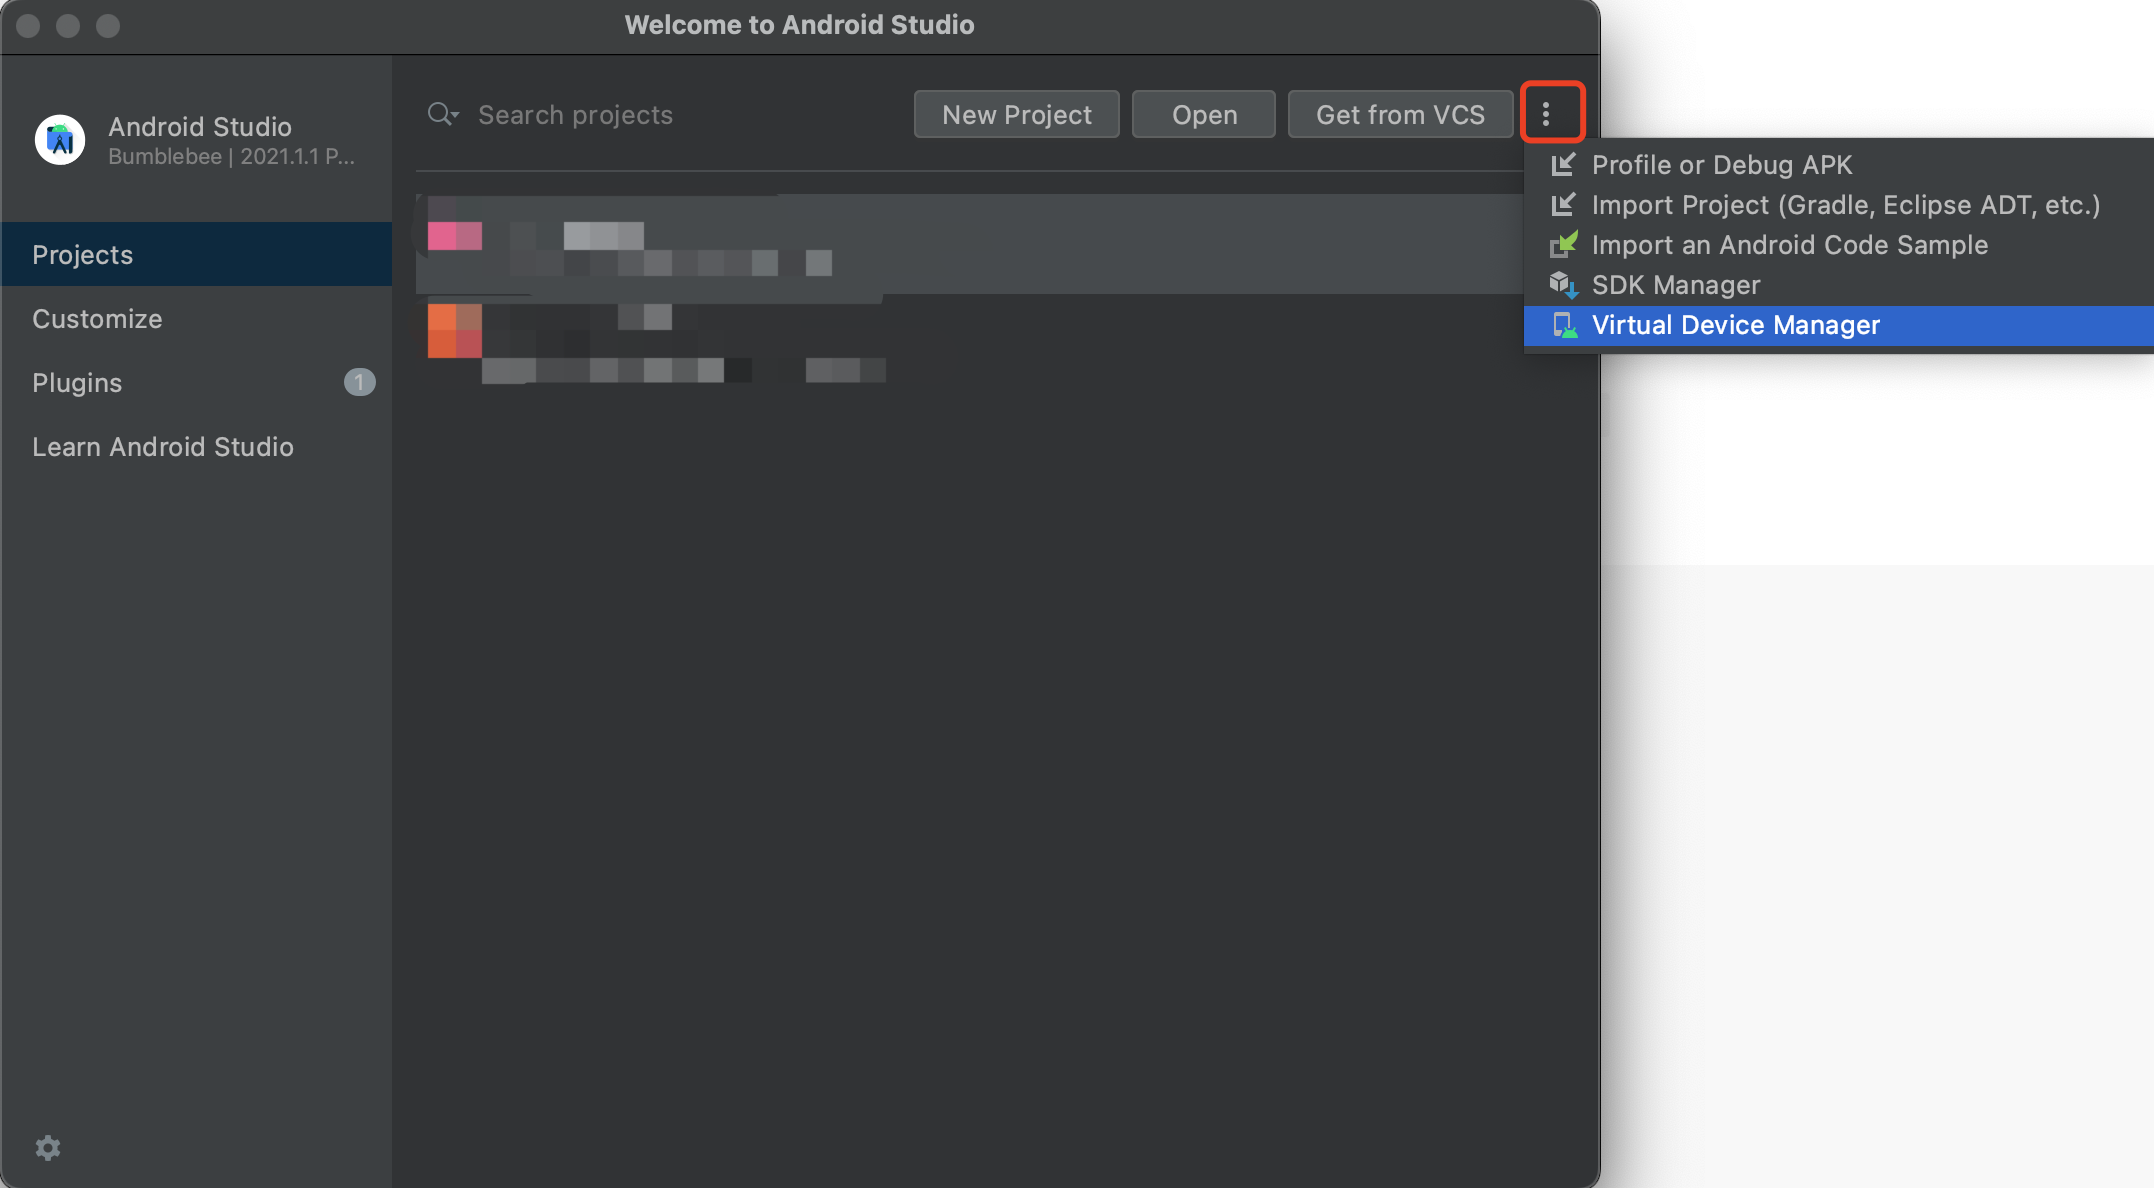 Welcome to Android Studio
Android Studio
Bumblebee | 2021.1.1 P...
Search projects
New Project
Open
Get from VCS
Profile or Debug APK
Import Project (Gradle, Eclipse ADT, etc.)
Import an Android Code Sample
SDK Manager
Virtual Device Manager
Projects
Customize
Plugins
1
Learn Android Studio